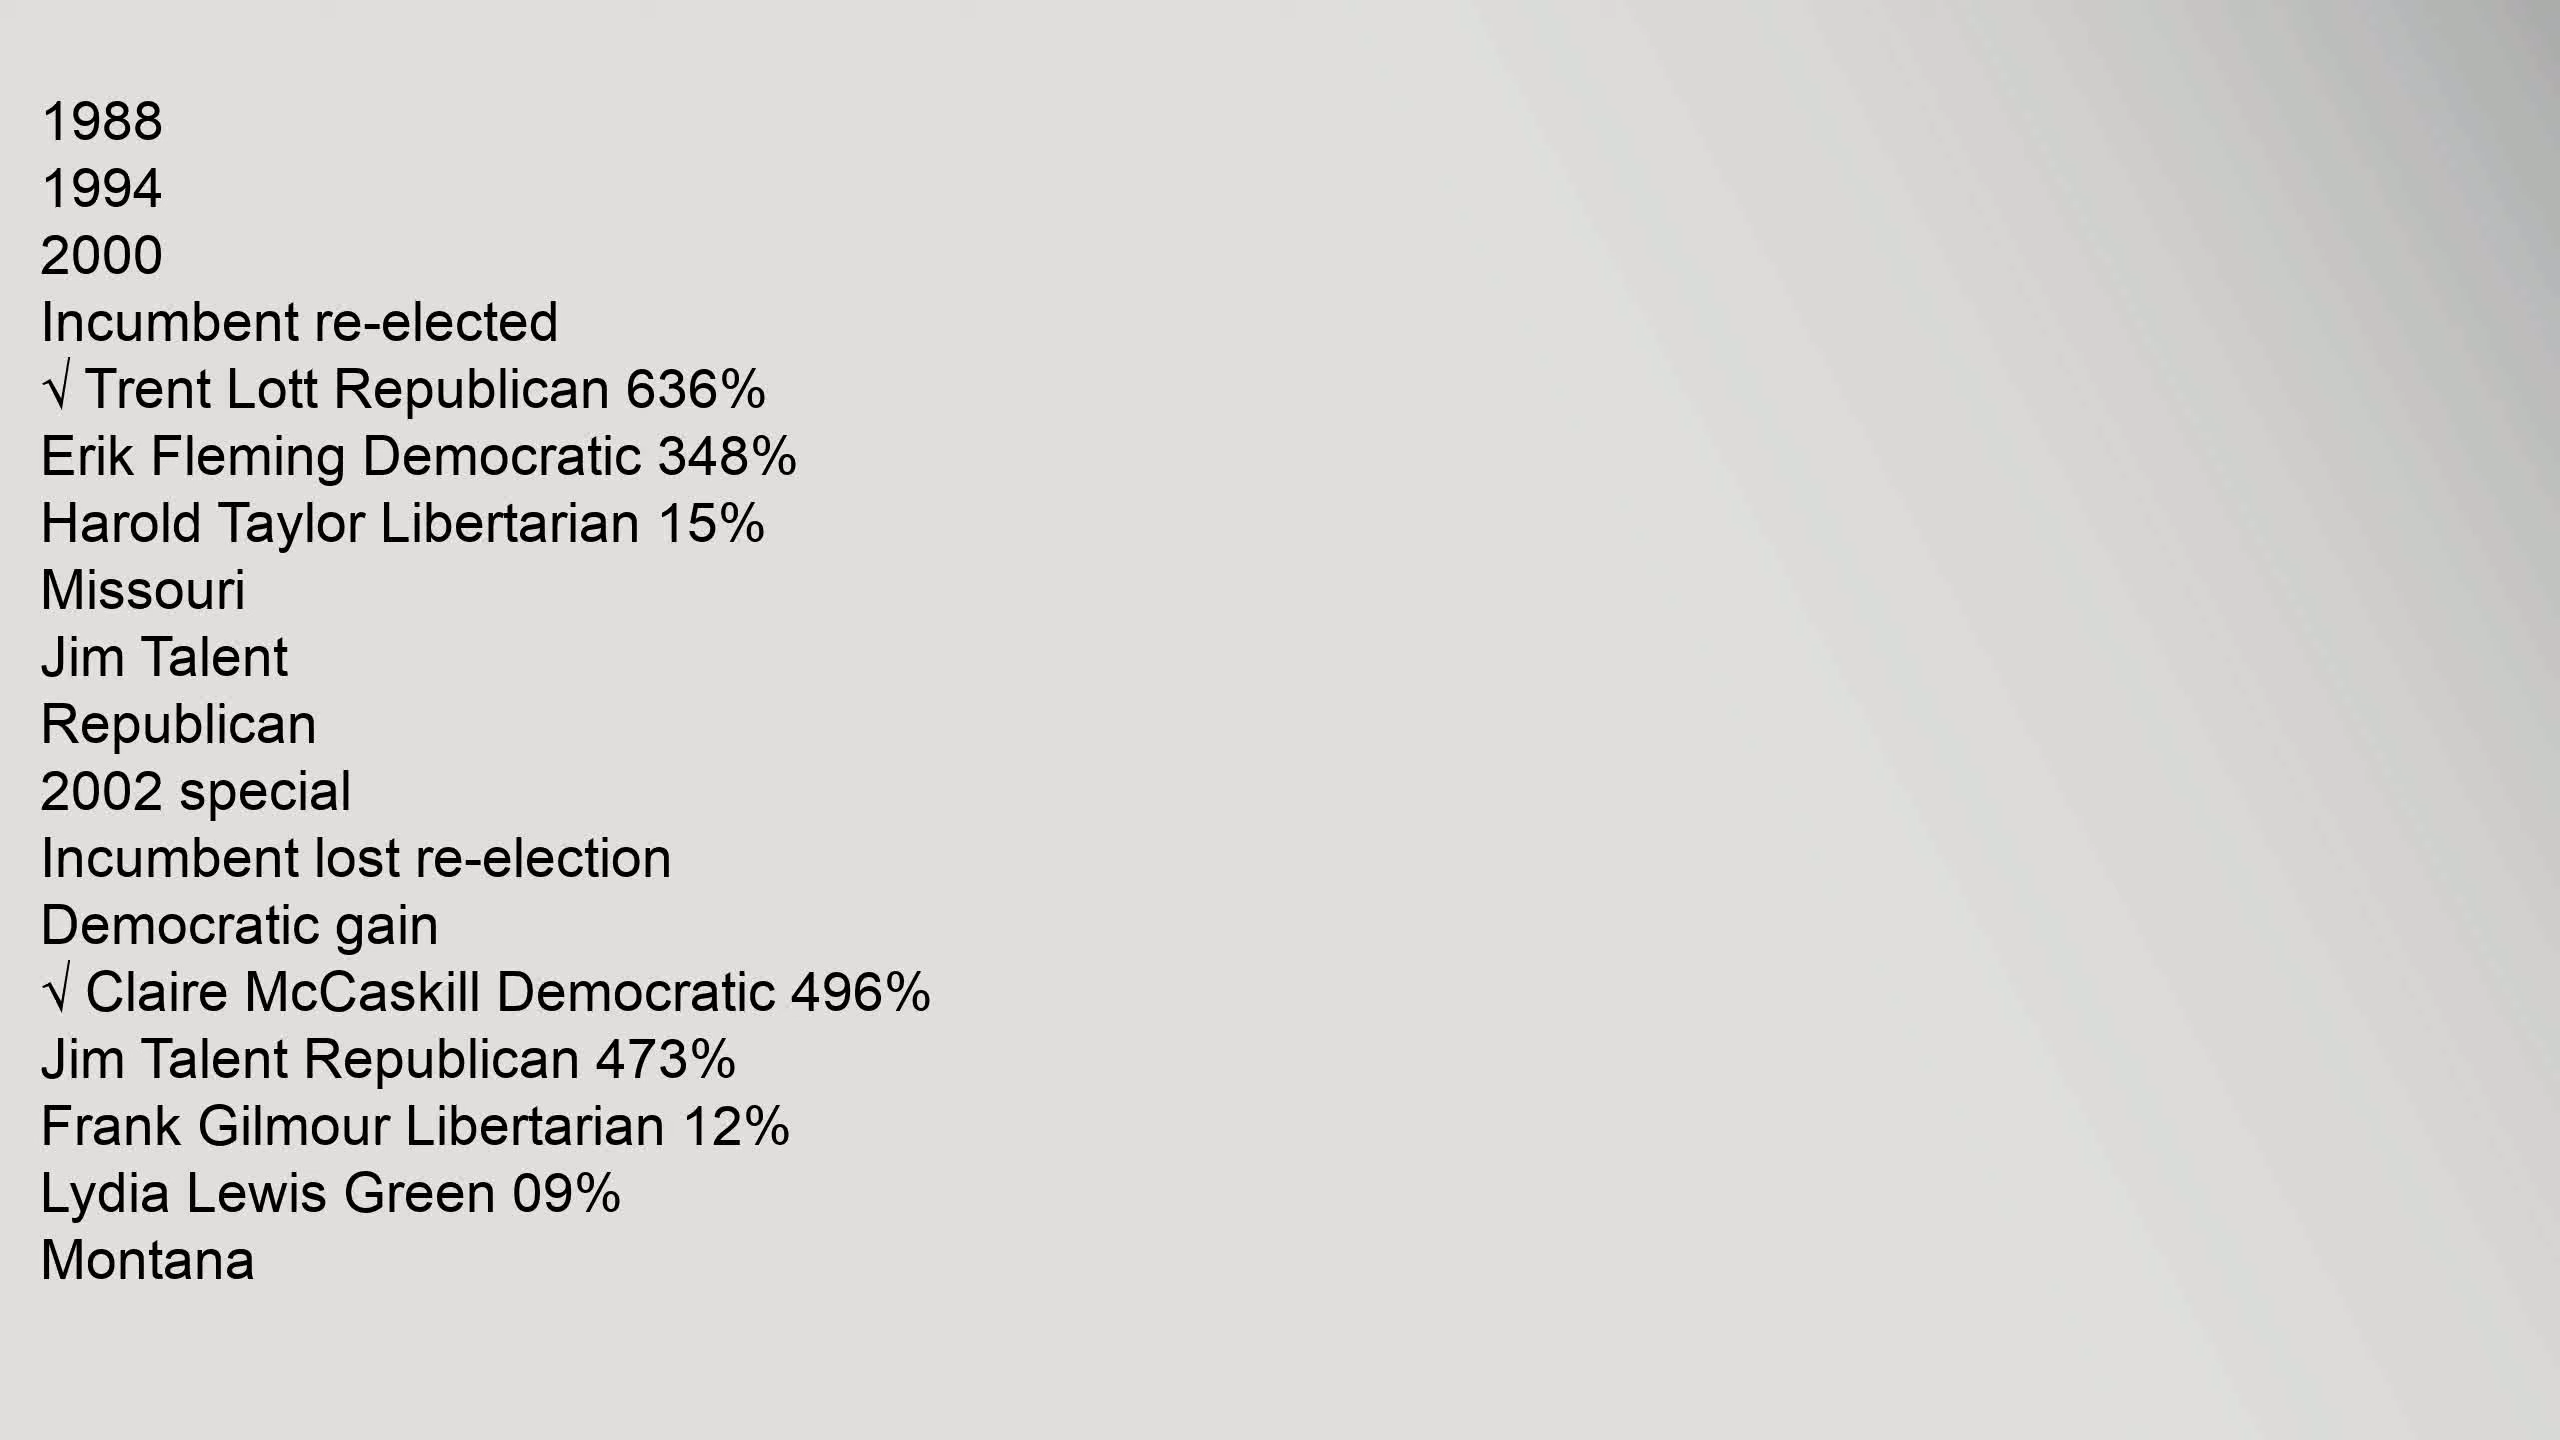 1988
1994
2000
Incumbent re-elected
√ Trent Lott Republican 636%
Erik Fleming Democratic 348%
Harold Taylor Libertarian 15%
Missouri
Jim Talent
Republican
2002 special
Incumbent lost re-election
Democratic gain
√ Claire McCaskill Democratic 496%
Jim Talent Republican 473%
Frank Gilmour Libertarian 12%
Lydia Lewis Green 09%
Montana